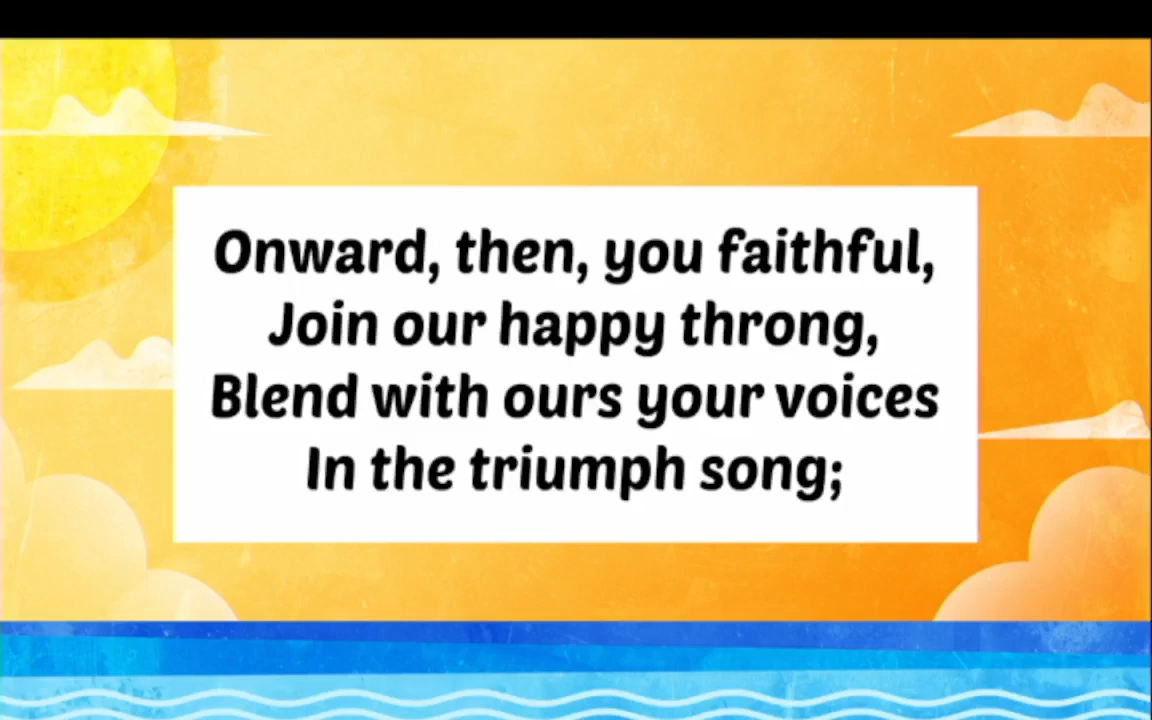 Onward, then, you faithful,
Join our happy throng,
Blend with ours your voices
In the triumph song;